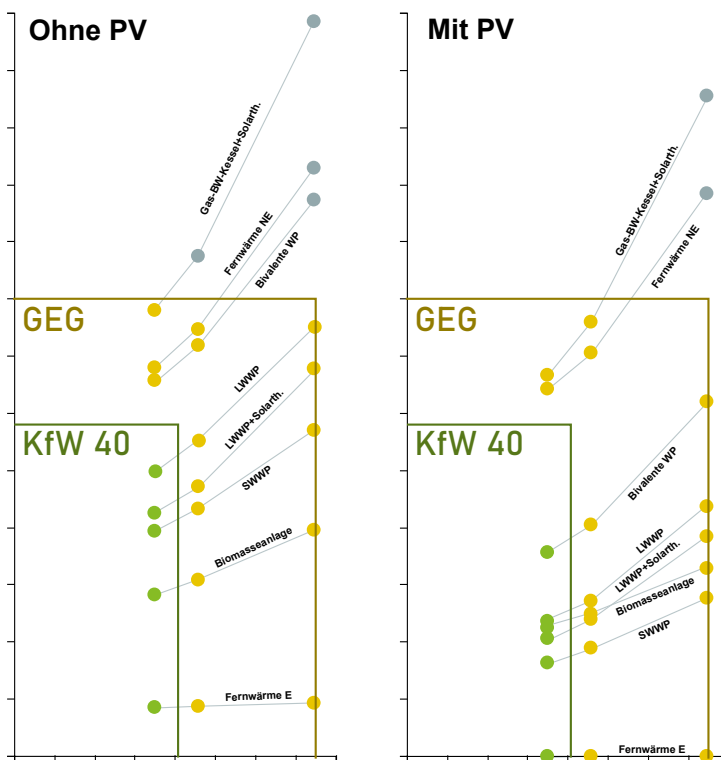 Ohne PV
Gas-BW-Kessel+Solarth.
Fernwärme NE
Bivalente WP
GEG
LWWP
LWWP+Solarth.
KfW 40
SWWP
Biomasseanlage
Fernwärme E
Mit PV
Gas-BW-Kessel+Solarth.
Fernwärme NE
GEG
KfW 40
Bivalente WP
LWWP
LWWP+Solarth.
Biomasseanlage
SWWP
Fernwärme E